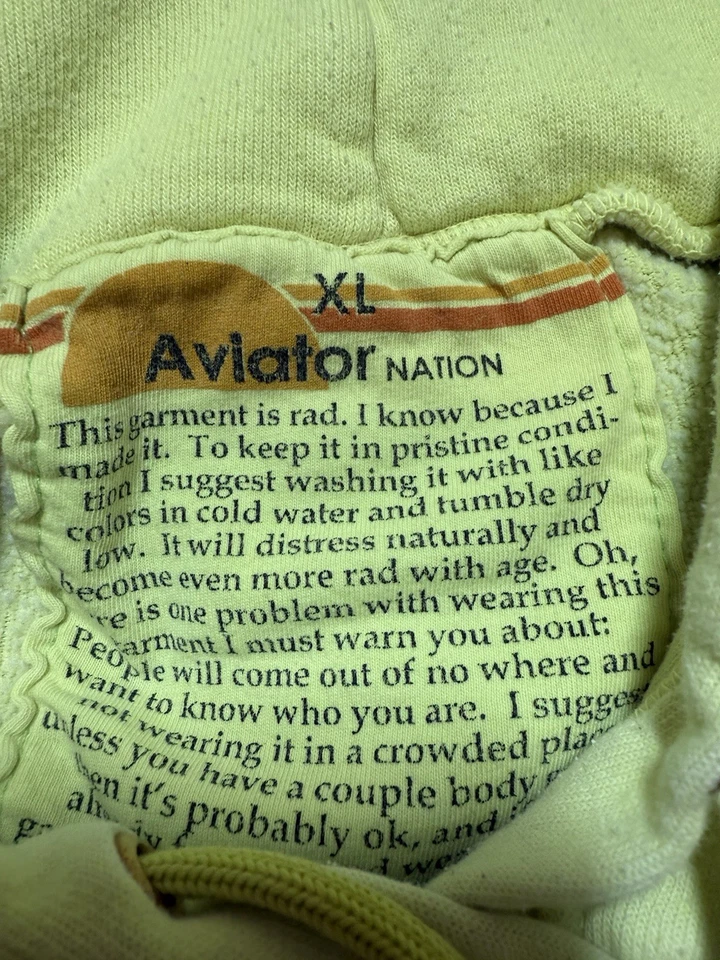 XL
Aviator NATION
This garment is rad. I know because I
made it. To keep it in pristine condi-
tion I suggest washing it with like
colors in cold water and tumble dry
low. It will distress naturally and
become even more rad with age. Oh,
re is one problem with wearing this
garment I must warn you about:
People will come out of no where and
want to know who you are. I suggest
not wearing it in a crowded place
unless you have a couple body
then it's probably ok, and